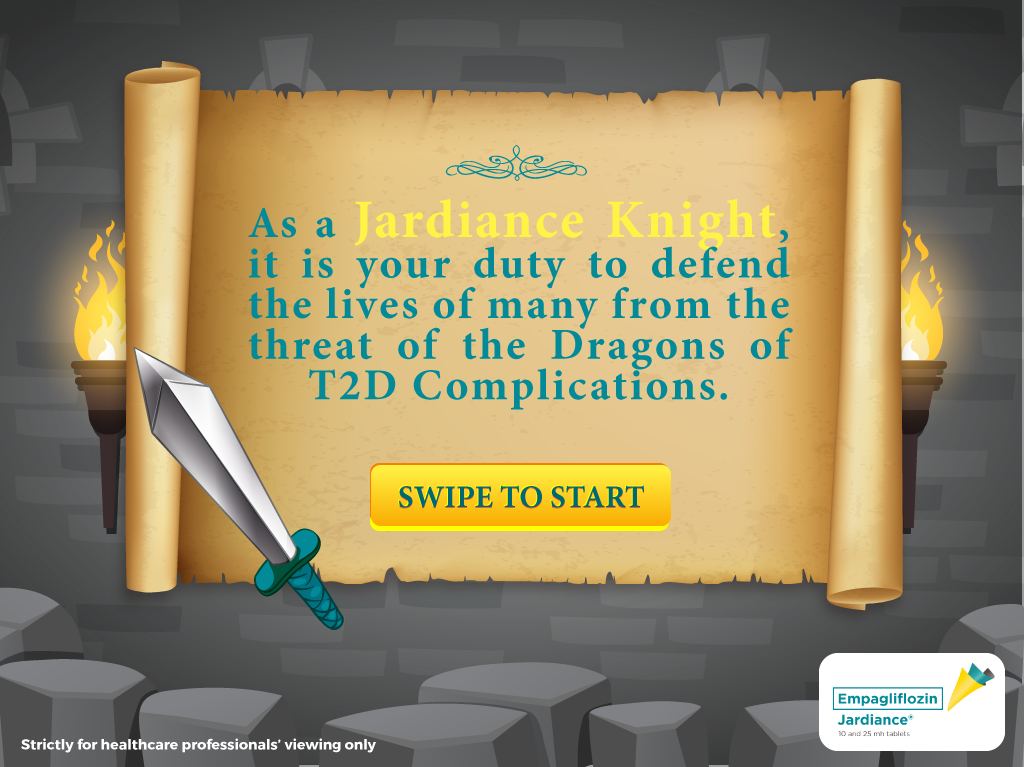 As a Jardiance Knight,
it is your duty to defend
the lives of many from the
threat of the Dragons of
T2D Complications.
SWIPE TO START
Empagliflozin
Jardiance®
10 and 25 mh tablets
Strictly for healthcare professionals' viewing only